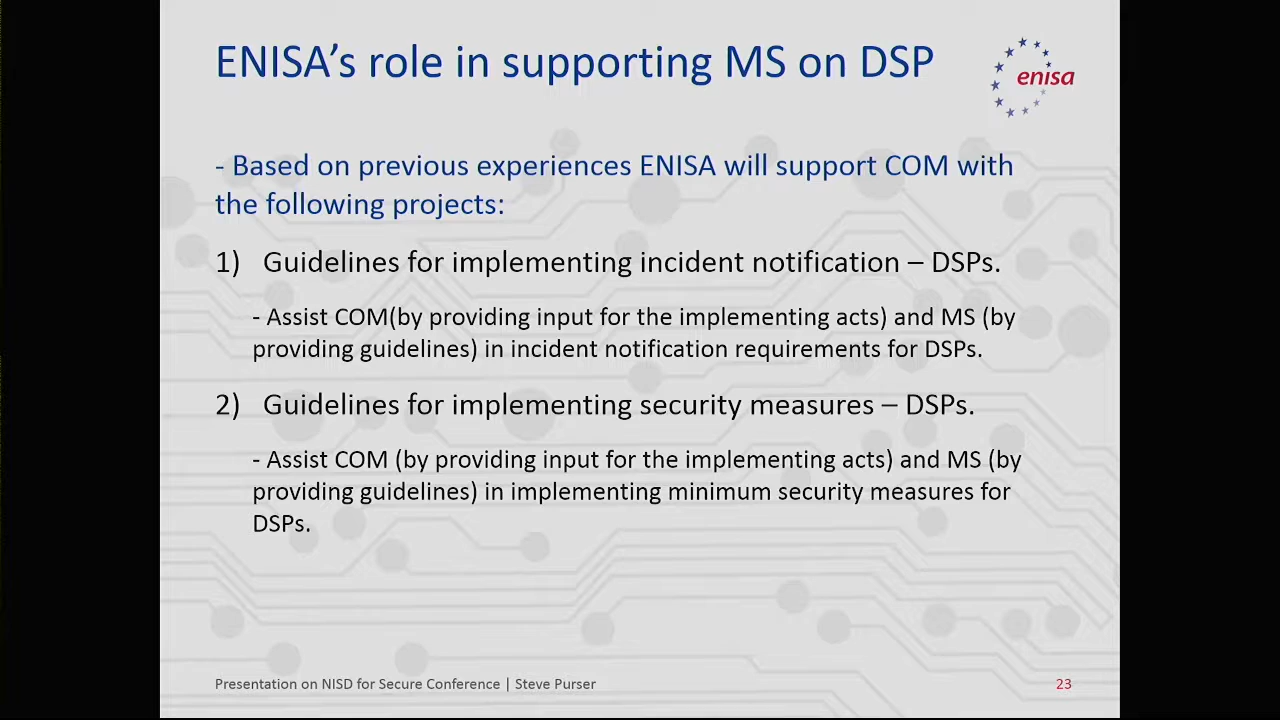 ENISA’s role in supporting MS on DSP
enisa
- Based on previous experiences ENISA will support COM with
the following projects:
1) Guidelines for implementing incident notification – DSPs.
- Assist COM(by providing input for the implementing acts) and MS (by
providing guidelines) in incident notification requirements for DSPs.
2) Guidelines for implementing security measures – DSPs.
- Assist COM (by providing input for the implementing acts) and MS (by
providing guidelines) in implementing minimum security measures for
DSPs.
Presentation on NISD for Secure Conference | Steve Purser
23